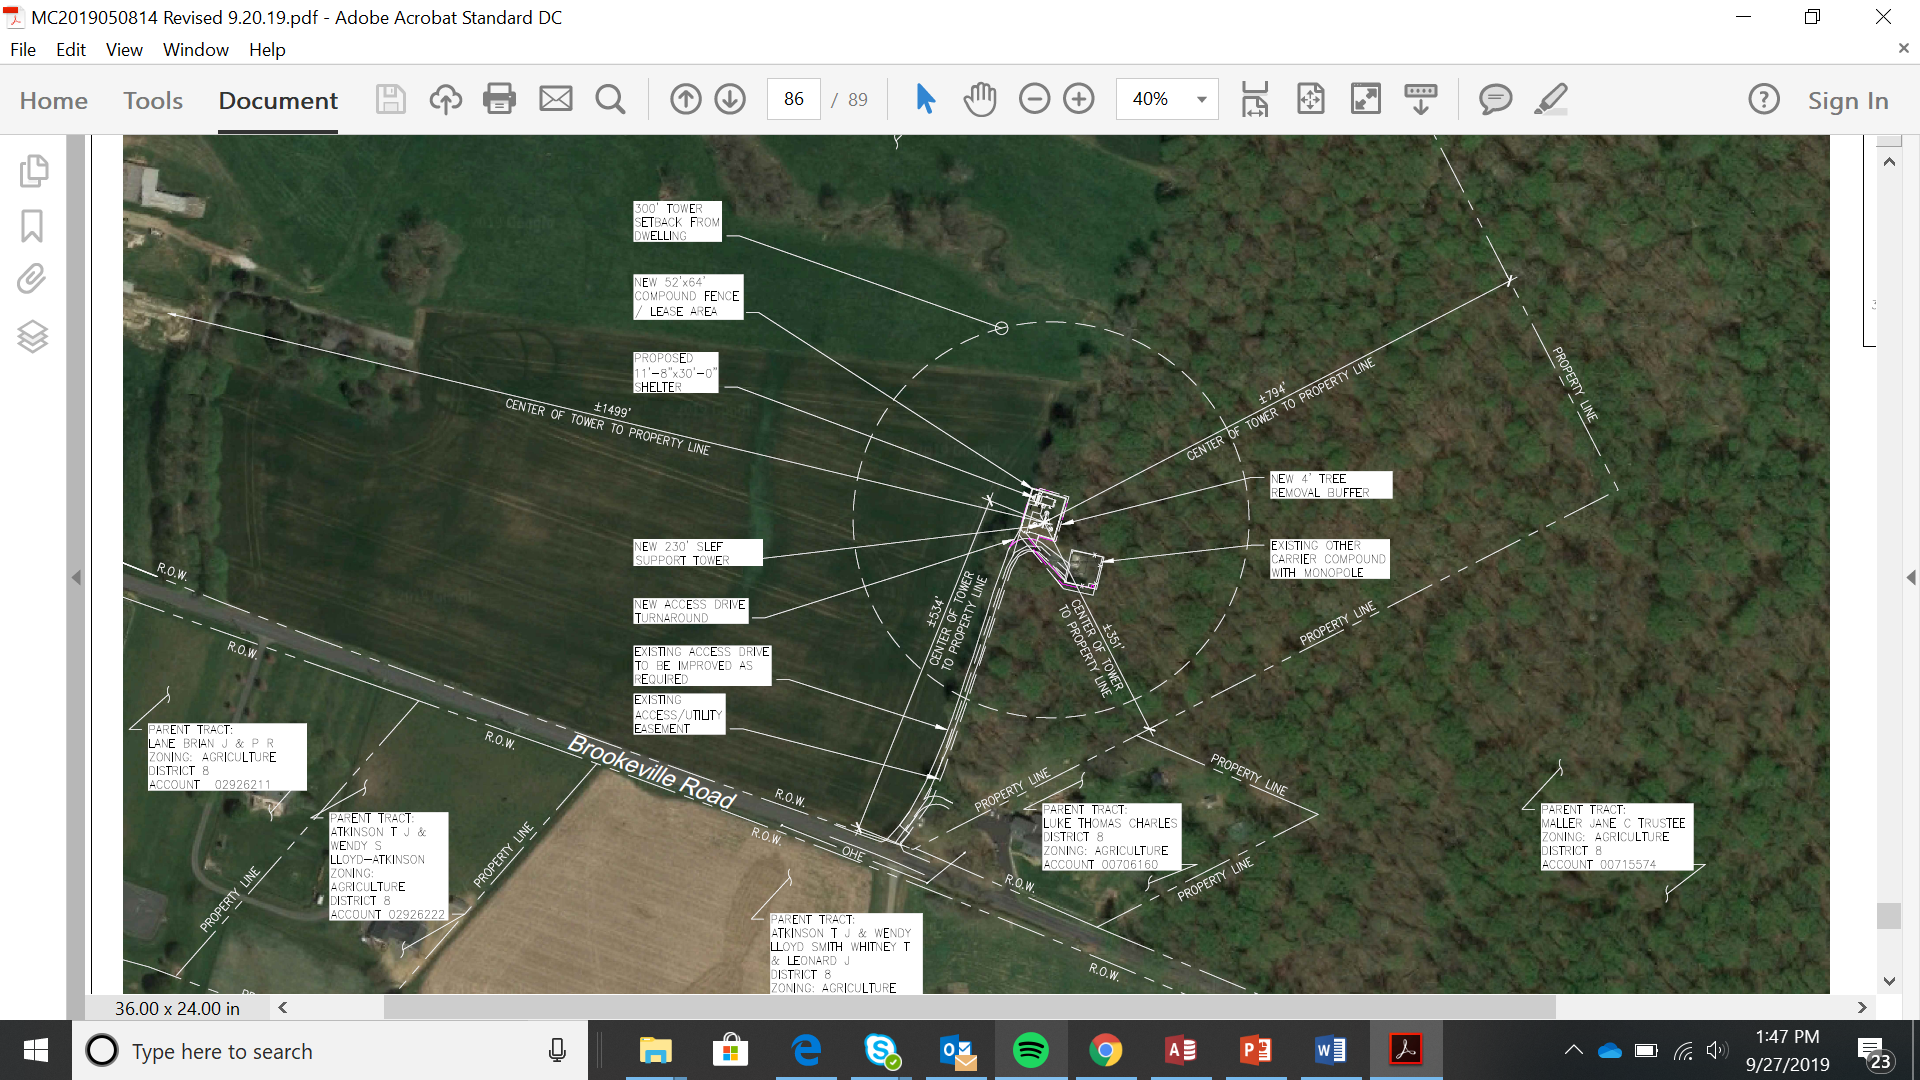 MC2019050814 Revised 9.20.19.pdf - Adobe Acrobat Standard DC
File Edit View Window Help
Home Tools Document 86 / 89 40% Sign In
300' TOWER
SETBACK FROM
DWELLING
NEW 52'x64'
COMPOUND FENCE
/ LEASE AREA
PROPOSED
11'-8"x30'-0"
SHELTER
±1499'
CENTER OF TOWER TO PROPERTY LINE
±794'
CENTER OF TOWER TO PROPERTY LINE
PROPERTY LINE
NEW 4' TREE
REMOVAL BUFFER
NEW 230' SLEF
SUPPORT TOWER
EXISTING OTHER
CARRIER COMPOUND
WITH MONOPOLE
NEW ACCESS DRIVE
TURNAROUND
±534'
CENTER OF TOWER
TO PROPERTY LINE
±351'
CENTER OF TOWER
TO PROPERTY LINE
PROPERTY LINE
EXISTING ACCESS DRIVE
TO BE IMPROVED AS
REQUIRED
EXISTING
ACCESS/UTILITY
EASEMENT
R.O.W.
R.O.W.
R.O.W.
Brookeville Road
R.O.W.
R.O.W.
OHE
R.O.W.
R.O.W.
PROPERTY LINE
PROPERTY LINE
PROPERTY LINE
PROPERTY LINE
PROPERTY LINE
PARENT TRACT:
LANE BRIAN J & P R
ZONING: AGRICULTURE
DISTRICT 8
ACCOUNT 02926211
PARENT TRACT:
ATKINSON T J &
WENDY S
LLOYD-ATKINSON
ZONING:
AGRICULTURE
DISTRICT 8
ACCOUNT 02926222
PARENT TRACT:
LUKE THOMAS CHARLES
DISTRICT 8
ZONING: AGRICULTURE
ACCOUNT 00706160
PARENT TRACT:
MALLER JANE C TRUSTEE
ZONING: AGRICULTURE
DISTRICT 8
ACCOUNT 00715574
PARENT TRACT:
ATKINSON T J & WENDY
LLOYD SMITH WHITNEY T
& LEONARD J
DISTRICT 8
ZONING: AGRICULTURE
36.00 x 24.00 in
Type here to search
1:47 PM
9/27/2019
23